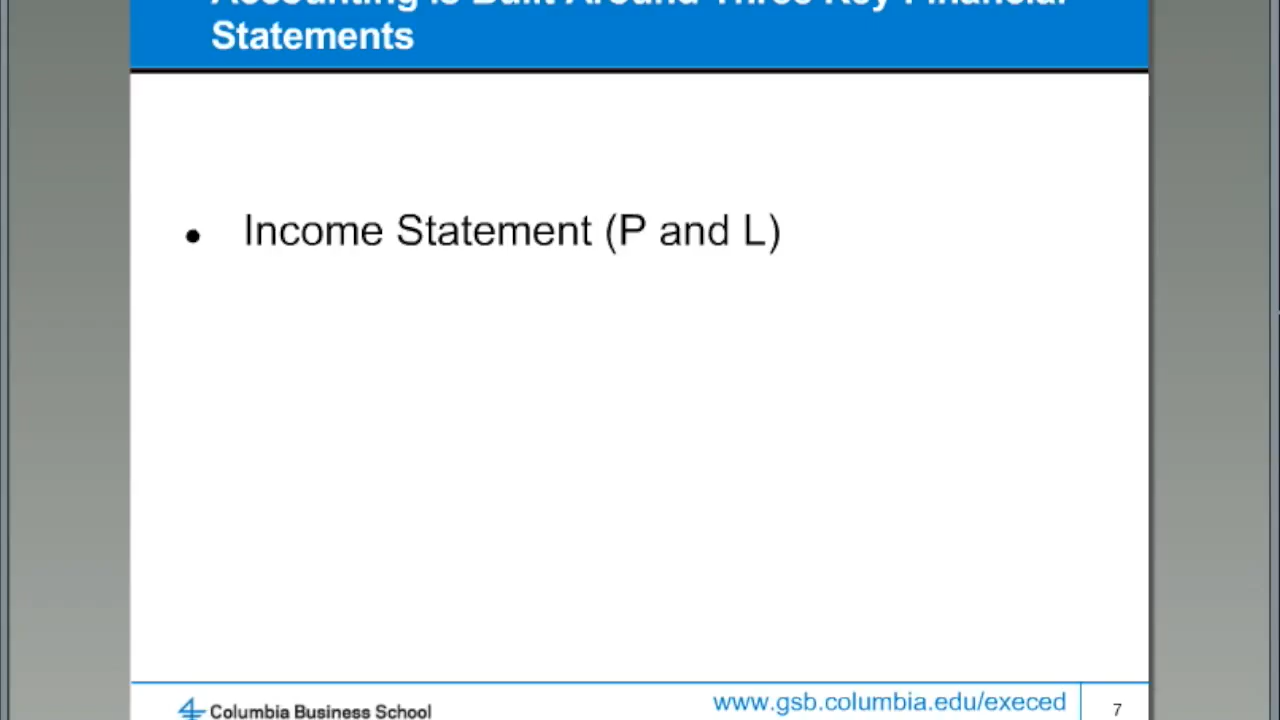 Accounting is Built Around Three Key Financial
Statements
• Income Statement (P and L)
Columbia Business School
www.gsb.columbia.edu/execed
7